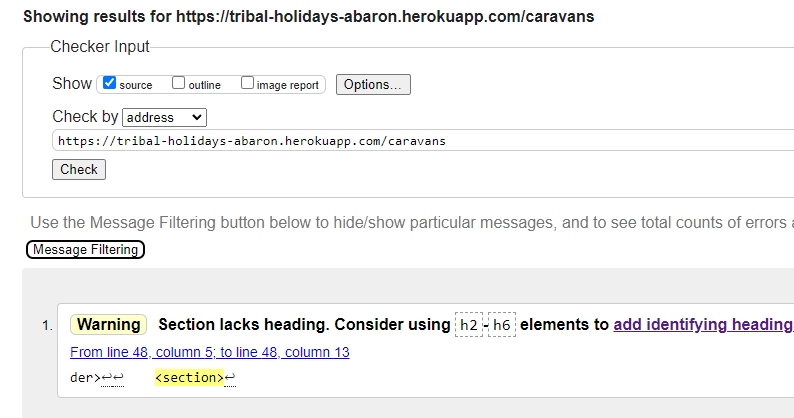 Showing results for https://tribal-holidays-abaron.herokuapp.com/caravans
Checker Input
Show source outline image report Options...
Check by address
https://tribal-holidays-abaron.herokuapp.com/caravans
Check
Use the Message Filtering button below to hide/show particular messages, and to see total counts of errors
Message Filtering
1. Warning Section lacks heading. Consider using h2-h6 elements to add identifying heading
From line 48, column 5; to line 48, column 13
der>↩↩ <section>↩